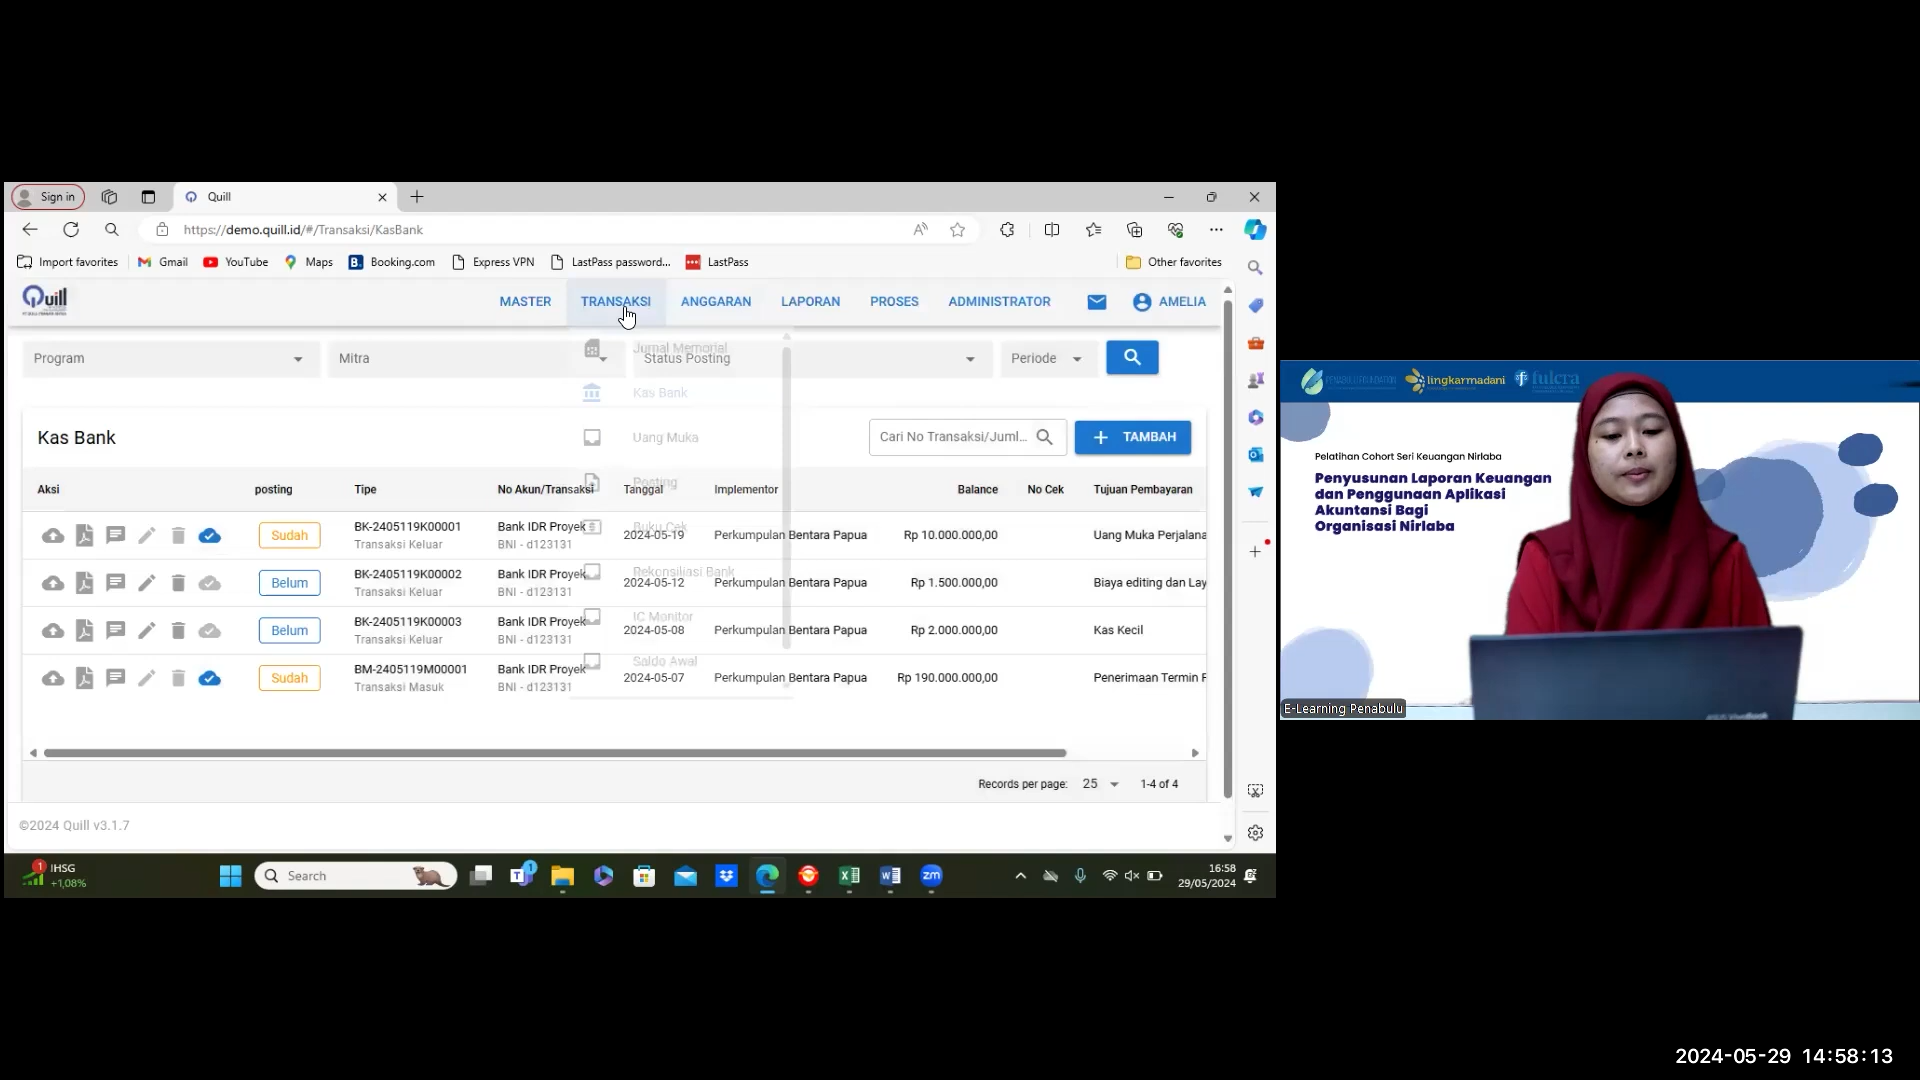 Sign in
Quill
https://demo.quill.id/#/Transaksi/KasBank
Import favorites
Gmail
YouTube
Maps
Booking.com
Express VPN
LastPass password...
LastPass
Other favorites
Quill
MASTER
TRANSAKSI
ANGGARAN
LAPORAN
PROSES
ADMINISTRATOR
AMELIA
Program
Mitra
Status Posting
Periode
Jurnal Memorial
Kas Bank
Uang Muka
Posting
Buku Cek
Rekonsiliasi Bank
IC Monitor
Saldo Awal
Kas Bank
Cari No Transaksi/Juml...
TAMBAH
Aksi posting Tipe No Akun/Transaksi Tanggal Implementor Balance No Cek Tujuan Pembayaran
Sudah BK-2405119K00001 Bank IDR Proyek 2024-05-19 Perkumpulan Bentara Papua Rp 10.000.000,00 Uang Muka Perjalana
Transaksi Keluar BNI - d123131
Belum BK-2405119K00002 Bank IDR Proyek 2024-05-12 Perkumpulan Bentara Papua Rp 1.500.000,00 Biaya editing dan Lay
Transaksi Keluar BNI - d123131
Belum BK-2405119K00003 Bank IDR Proyek 2024-05-08 Perkumpulan Bentara Papua Rp 2.000.000,00 Kas Kecil
Transaksi Keluar BNI - d123131
Sudah BM-2405119M00001 Bank IDR Proyek 2024-05-07 Perkumpulan Bentara Papua Rp 190.000.000,00 Penerimaan Termin P
Transaksi Masuk BNI - d123131
Records per page: 25 1-4 of 4
©2024 Quill v3.1.7
1
IHSG
+1,08%
Search
1
zm
16:58
29/05/2024
PENABULU FOUNDATION
lingkarmadani
fulcra
Pelatihan Cohort Seri Keuangan Nirlaba
Penyusunan Laporan Keuangan
dan Penggunaan Aplikasi
Akuntansi Bagi
Organisasi Nirlaba
E-Learning Penabulu
2024-05-29 14:58:13